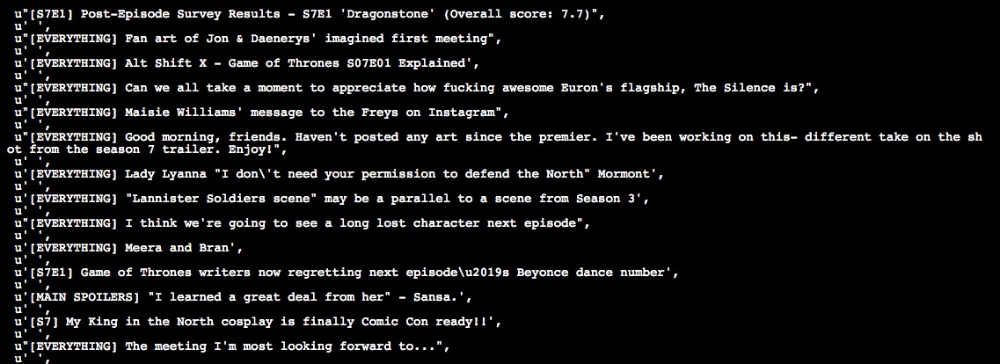 u"[S7E1] Post-Episode Survey Results - S7E1 'Dragonstone' (Overall score: 7.7)",
u' ',
u"[EVERYTHING] Fan art of Jon & Daenerys' imagined first meeting",
u' ',
u'[EVERYTHING] Alt Shift X - Game of Thrones S07E01 Explained',
u' ',
u"[EVERYTHING] Can we all take a moment to appreciate how fucking awesome Euron's flagship, The Silence is?",
u' ',
u"[EVERYTHING] Maisie Williams' message to the Freys on Instagram",
u' ',
u"[EVERYTHING] Good morning, friends. Haven't posted any art since the premier. I've been working on this- different take on the sh
ot from the season 7 trailer. Enjoy!",
u' ',
u'[EVERYTHING] Lady Lyanna "I don\'t need your permission to defend the North" Mormont',
u' ',
u'[EVERYTHING] "Lannister Soldiers scene" may be a parallel to a scene from Season 3',
u' ',
u"[EVERYTHING] I think we're going to see a long lost character next episode",
u' ',
u'[EVERYTHING] Meera and Bran',
u' ',
u'[S7E1] Game of Thrones writers now regretting next episode\u2019s Beyonce dance number',
u' ',
u'[MAIN SPOILERS] "I learned a great deal from her" - Sansa.',
u' ',
u'[S7] My King in the North cosplay is finally Comic Con ready!!',
u' ',
u"[EVERYTHING] The meeting I'm most looking forward to...",
u' ',